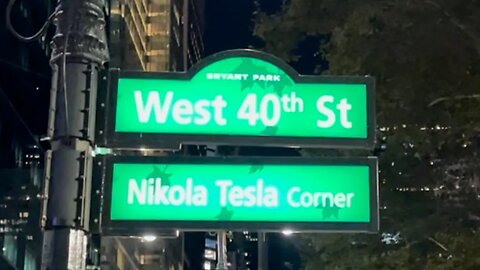 BRYANT PARK
West 40th St
Nikola Tesla Corner